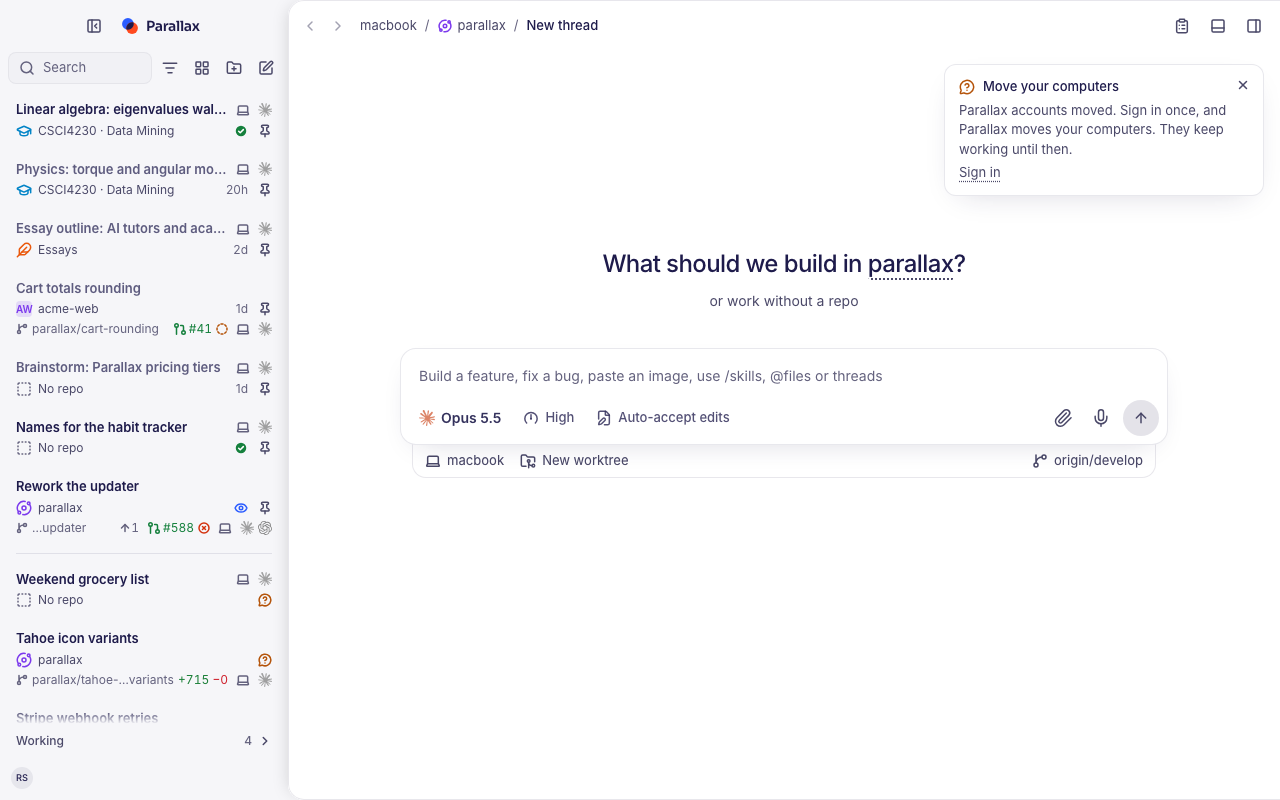 Parallax
macbook / parallax / New thread
Search
Linear algebra: eigenvalues wal...
CSCI4230 · Data Mining
Physics: torque and angular mo...
CSCI4230 · Data Mining 20h
Essay outline: AI tutors and aca...
Essays 2d
Cart totals rounding
AW acme-web 1d
parallax/cart-rounding #41
Brainstorm: Parallax pricing tiers
No repo 1d
Names for the habit tracker
No repo
Rework the updater
parallax
...updater 1 #588
Weekend grocery list
No repo
Tahoe icon variants
parallax
parallax/tahoe-...variants +715 −0
Stripe webhook retries
Working 4
RS
Move your computers
Parallax accounts moved. Sign in once, and
Parallax moves your computers. They keep
working until then.
Sign in
What should we build in parallax?
or work without a repo
Build a feature, fix a bug, paste an image, use /skills, @files or threads
Opus 5.5 High Auto-accept edits
macbook New worktree origin/develop